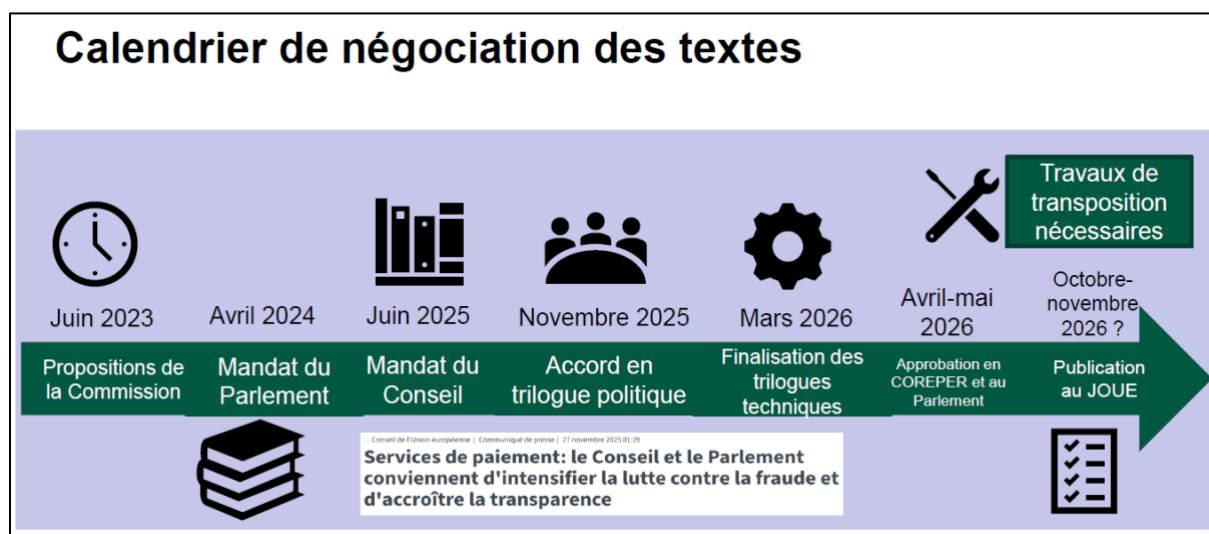 Calendrier de négociation des textes
Travaux de
transposition
nécessaires
Juin 2023
Avril 2024
Juin 2025
Novembre 2025
Mars 2026
Avril-mai
2026
Octobre-
novembre
2026 ?
Propositions de
la Commission
Mandat du
Parlement
Mandat du
Conseil
Accord en
trilogue politique
Finalisation des
trilogues
techniques
Approbation en
COREPER et au
Parlement
Publication
au JOUE
Conseil de l'Union européenne | Communiqué de presse | 27 novembre 2025 01:29
Services de paiement: le Conseil et le Parlement
conviennent d'intensifier la lutte contre la fraude et
d'accroître la transparence